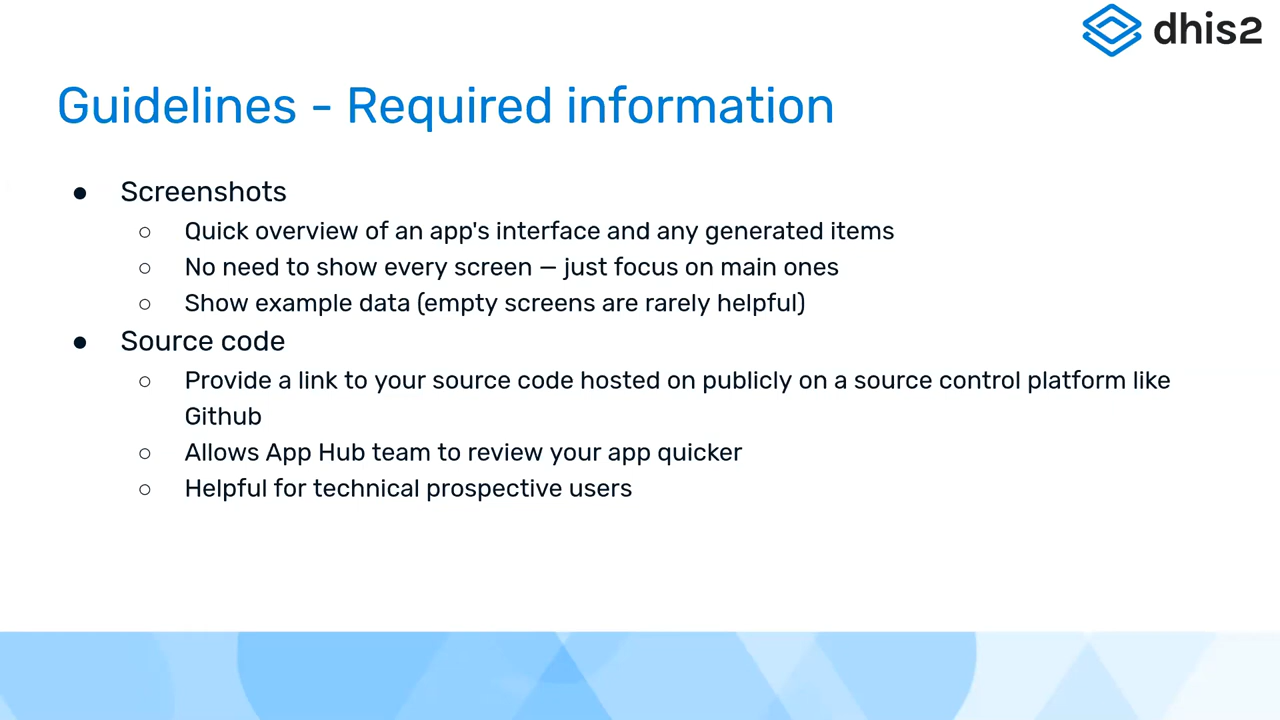 dhis2
Guidelines - Required information
● Screenshots
○ Quick overview of an app's interface and any generated items
○ No need to show every screen — just focus on main ones
○ Show example data (empty screens are rarely helpful)
● Source code
○ Provide a link to your source code hosted on publicly on a source control platform like
Github
○ Allows App Hub team to review your app quicker
○ Helpful for technical prospective users